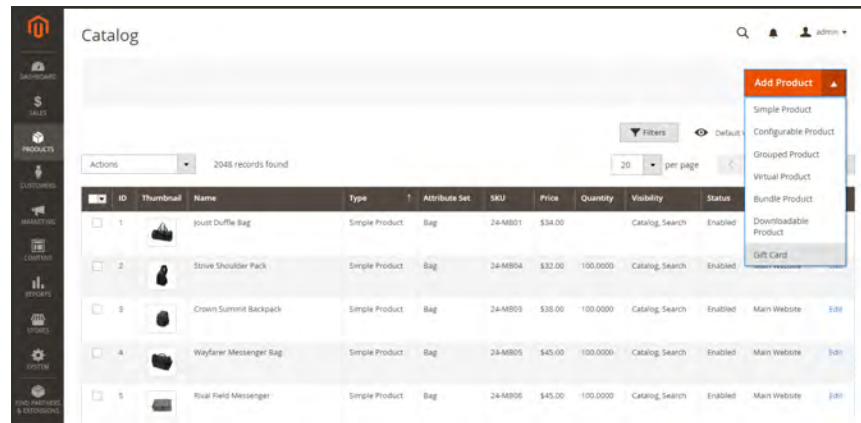 Catalog
admin
DASHBOARD
SALES
PRODUCTS
CUSTOMERS
MARKETING
CONTENT
REPORTS
STORES
SYSTEM
FIND PARTNERS
& EXTENSIONS
Add Product
Simple Product
Configurable Product
Grouped Product
Virtual Product
Bundle Product
Downloadable
Product
Gift Card
Filters Default
Actions 2048 records found 20 per page
ID Thumbnail Name Type ↑ Attribute Set SKU Price Quantity Visibility Status
1 Joust Duffle Bag Simple Product Bag 24-MB01 $34.00 Catalog, Search Enabled
2 Strive Shoulder Pack Simple Product Bag 24-MB04 $32.00 100.0000 Catalog, Search Enabled Main Website Edit
3 Crown Summit Backpack Simple Product Bag 24-MB03 $38.00 100.0000 Catalog, Search Enabled Main Website Edit
4 Wayfarer Messenger Bag Simple Product Bag 24-MB05 $45.00 100.0000 Catalog, Search Enabled Main Website Edit
5 Rival Field Messenger Simple Product Bag 24-MB06 $45.00 100.0000 Catalog, Search Enabled Main Website Edit